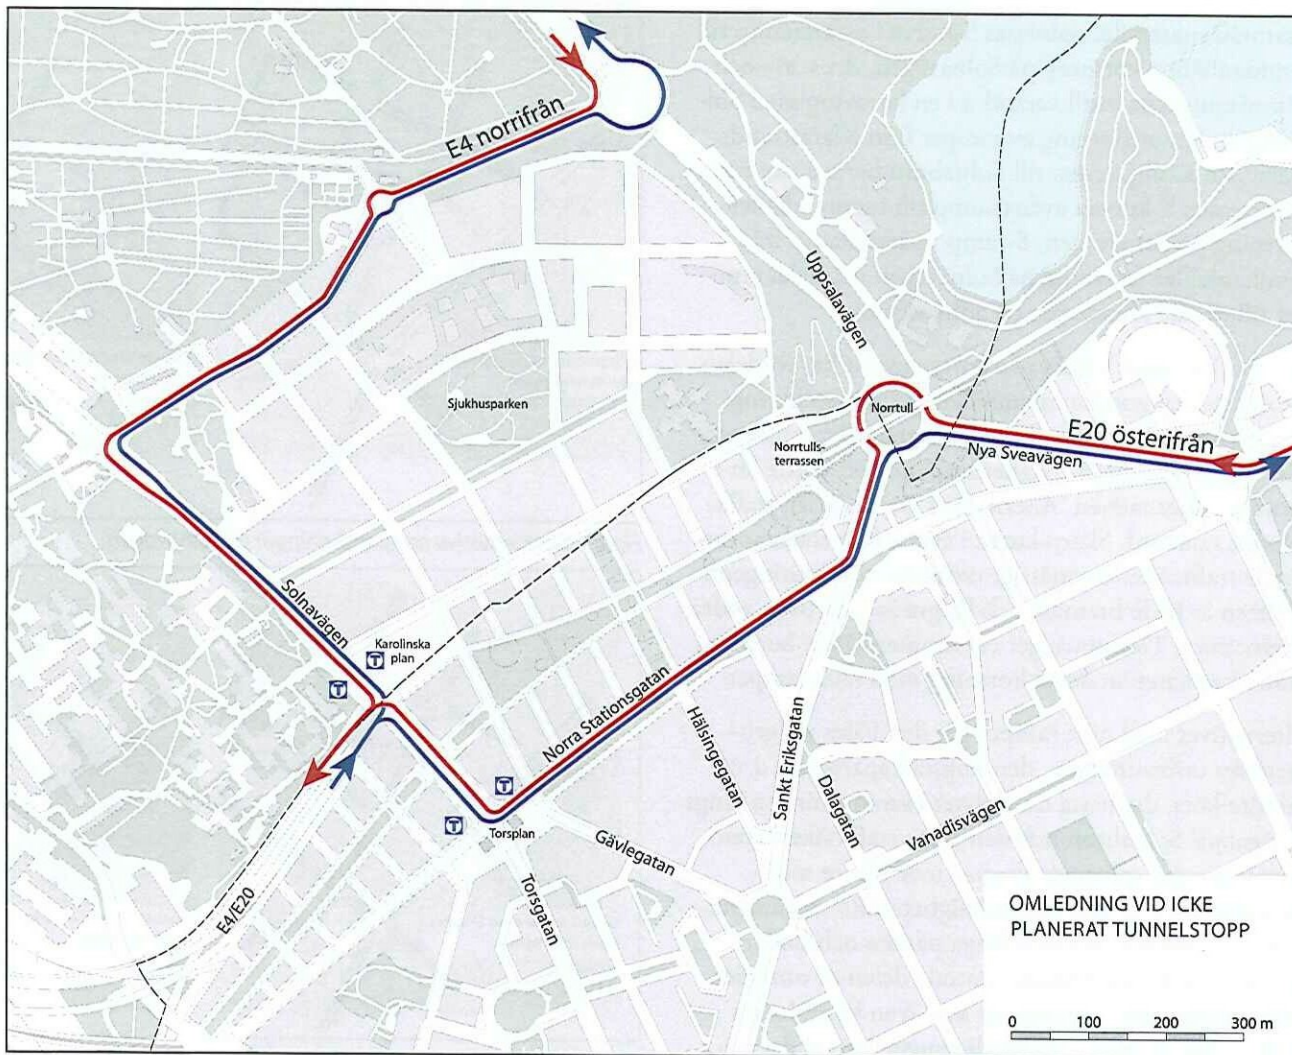 E4 norrifrån
Uppsalavägen
Sjukhusparken
Norrtull
Norrtulls-
terrassen
E20 österifrån
Nya Sveavägen
Solnavägen
Karolinska
plan
T
T
Norra Stationsgatan
Hälsingegatan
Sankt Eriksgatan
Dalagatan
Vanadisvägen
T
T
Torsplan
Gävlegatan
Torsgatan
E4/E20
OMLEDNING VID ICKE
PLANERAT TUNNELSTOPP
0 100 200 300 m